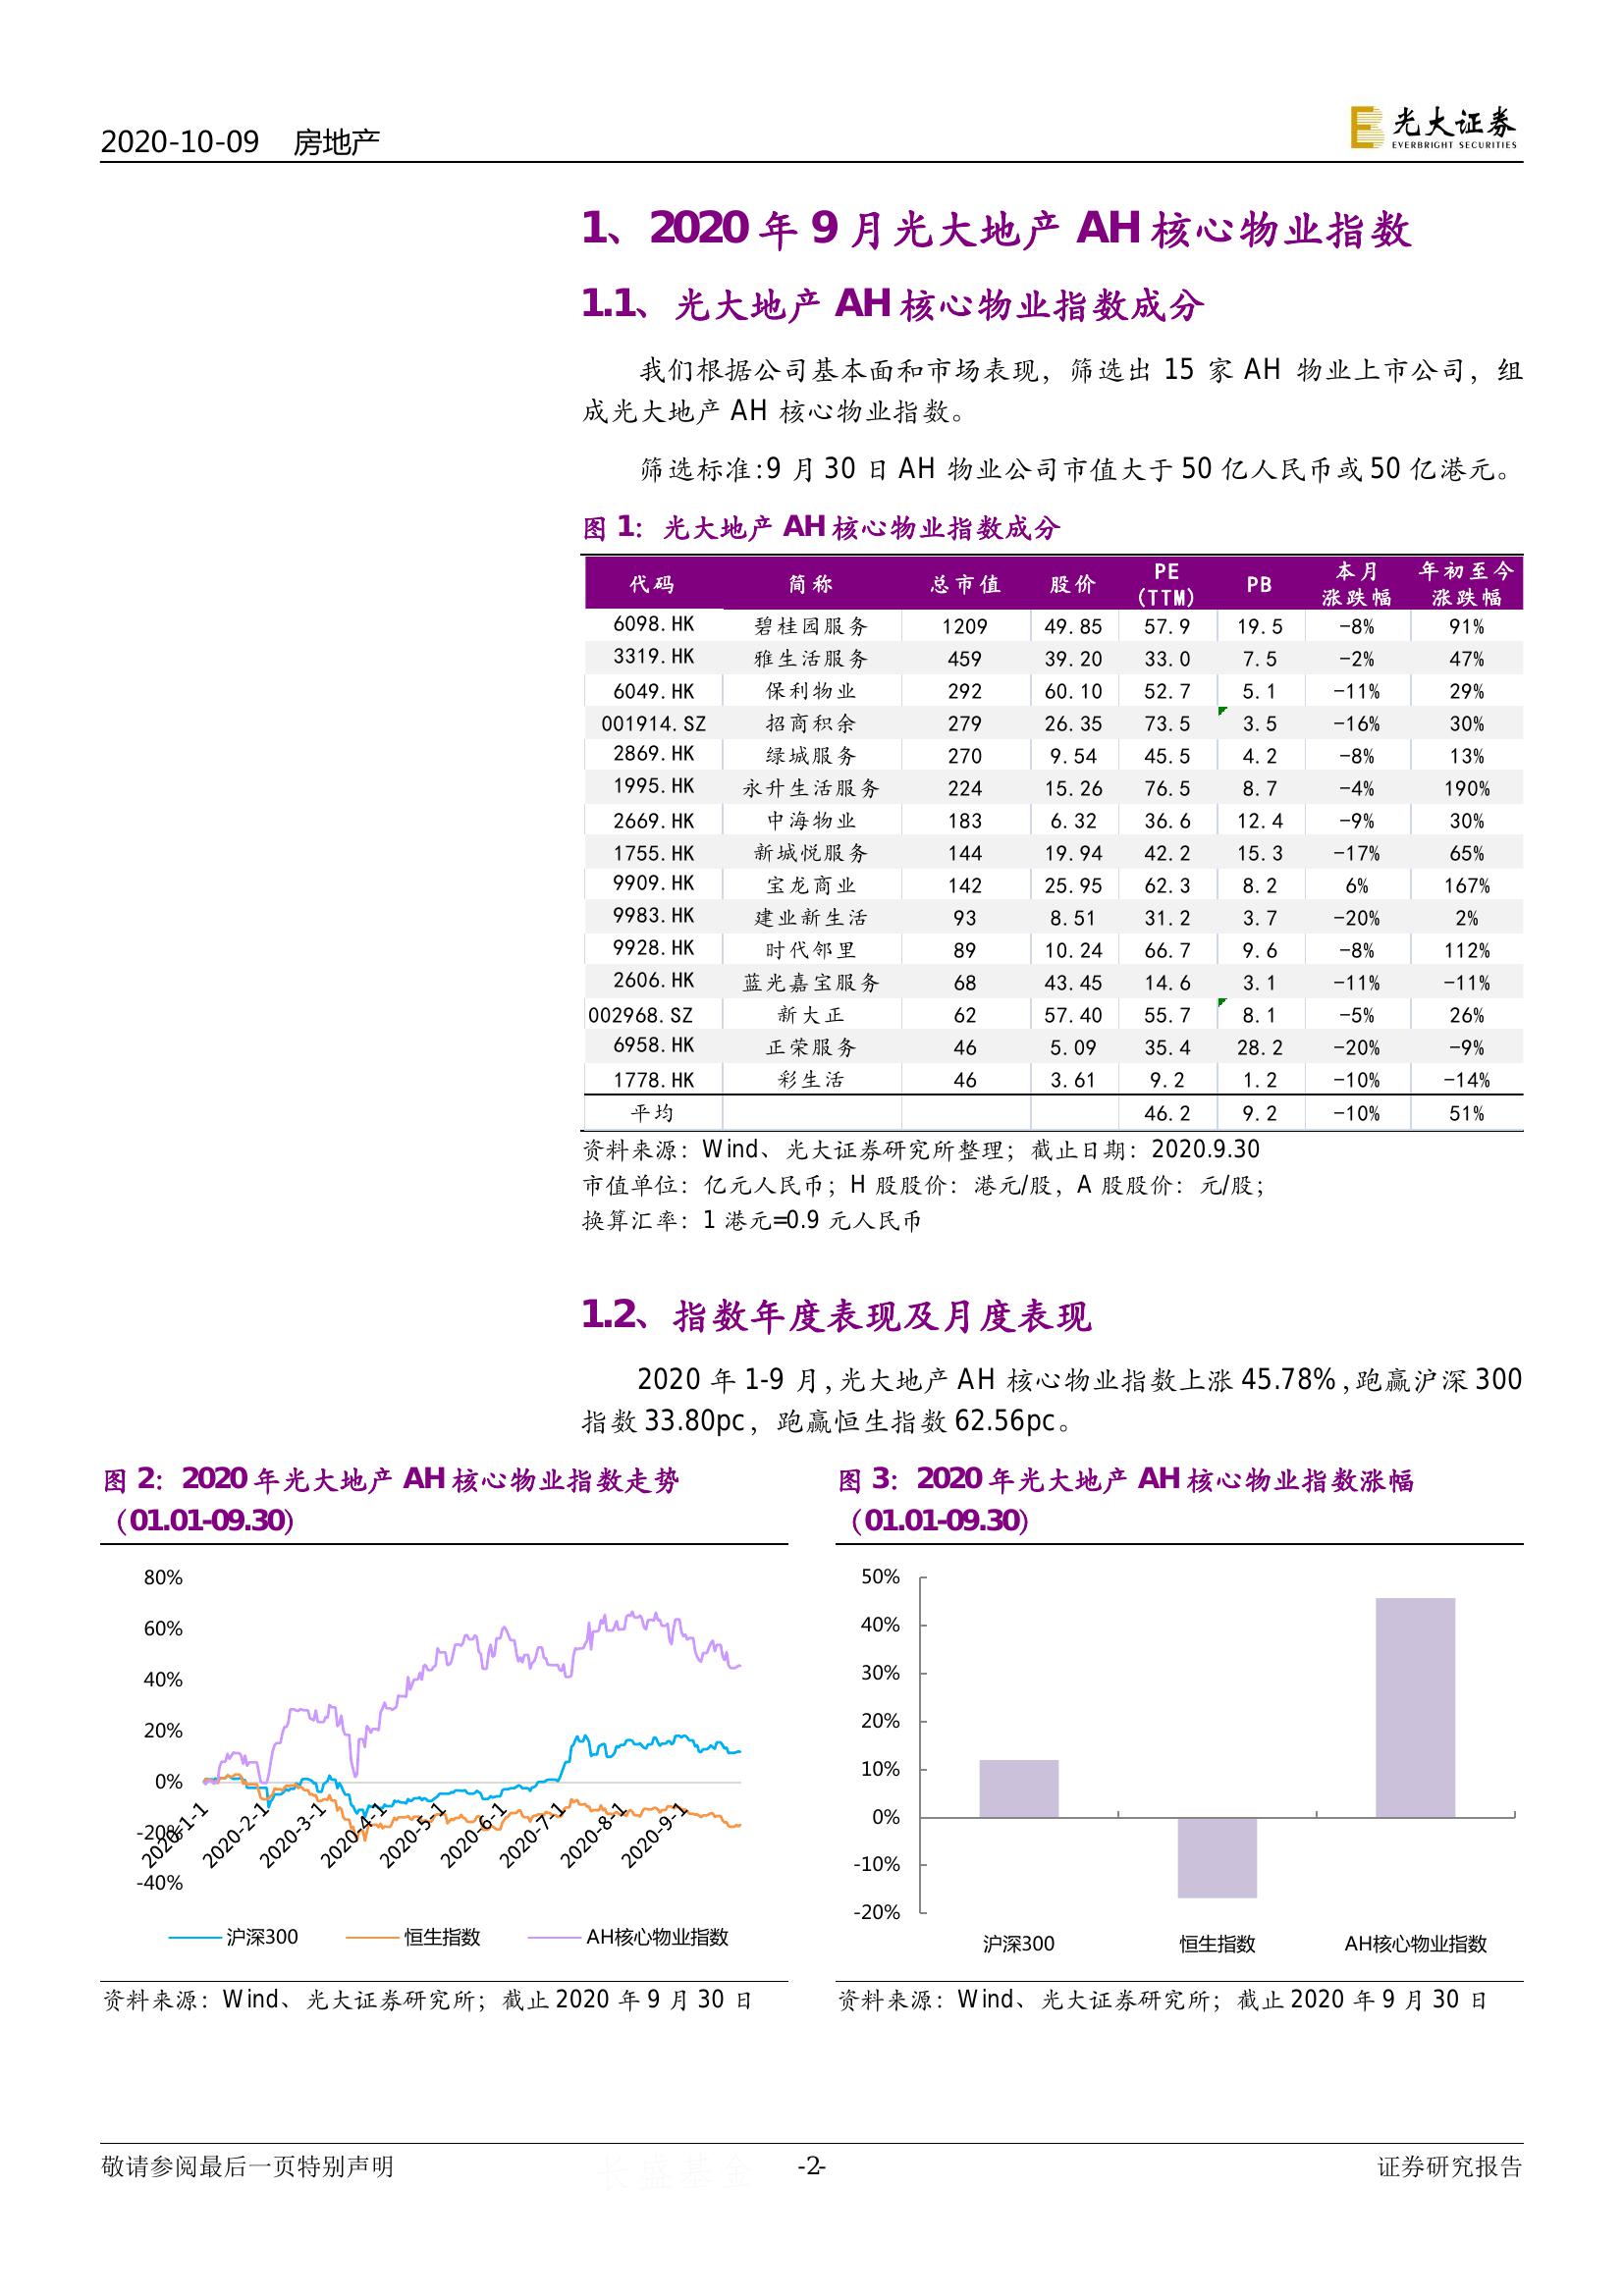 2020-10-09 房地产
光大证券
EVERBRIGHT SECURITIES
1、2020 年 9 月光大地产 AH 核心物业指数
1.1、光大地产 AH 核心物业指数成分
我们根据公司基本面和市场表现，筛选出 15 家 AH 物业上市公司，组
成光大地产 AH 核心物业指数。
筛选标准:9 月 30 日 AH 物业公司市值大于 50 亿人民币或 50 亿港元。
图 1：光大地产 AH 核心物业指数成分
代码 简称 总市值 股价 PE (TTM) PB 本月涨跌幅 年初至今涨跌幅
6098.HK 碧桂园服务 1209 49.85 57.9 19.5 -8% 91%
3319.HK 雅生活服务 459 39.20 33.0 7.5 -2% 47%
6049.HK 保利物业 292 60.10 52.7 5.1 -11% 29%
001914.SZ 招商积余 279 26.35 73.5 3.5 -16% 30%
2869.HK 绿城服务 270 9.54 45.5 4.2 -8% 13%
1995.HK 永升生活服务 224 15.26 76.5 8.7 -4% 190%
2669.HK 中海物业 183 6.32 36.6 12.4 -9% 30%
1755.HK 新城悦服务 144 19.94 42.2 15.3 -17% 65%
9909.HK 宝龙商业 142 25.95 62.3 8.2 6% 167%
9983.HK 建业新生活 93 8.51 31.2 3.7 -20% 2%
9928.HK 时代邻里 89 10.24 66.7 9.6 -8% 112%
2606.HK 蓝光嘉宝服务 68 43.45 14.6 3.1 -11% -11%
002968.SZ 新大正 62 57.40 55.7 8.1 -5% 26%
6958.HK 正荣服务 46 5.09 35.4 28.2 -20% -9%
1778.HK 彩生活 46 3.61 9.2 1.2 -10% -14%
平均 46.2 9.2 -10% 51%
资料来源：Wind、光大证券研究所整理；截止日期：2020.9.30
市值单位：亿元人民币；H 股股价：港元/股，A 股股价：元/股；
换算汇率：1 港元=0.9 元人民币
1.2、指数年度表现及月度表现
2020 年 1-9 月,光大地产 AH 核心物业指数上涨 45.78%,跑赢沪深 300
指数 33.80pc，跑赢恒生指数 62.56pc。
图 2：2020 年光大地产 AH 核心物业指数走势
（01.01-09.30）
80%
60%
40%
20%
0%
-20%
-40%
2020-1-1
2020-2-1
2020-3-1
2020-4-1
2020-5-1
2020-6-1
2020-7-1
2020-8-1
2020-9-1
沪深300 恒生指数 AH核心物业指数
资料来源：Wind、光大证券研究所；截止 2020 年 9 月 30 日
图 3：2020 年光大地产 AH 核心物业指数涨幅
（01.01-09.30）
50%
40%
30%
20%
10%
0%
-10%
-20%
沪深300 恒生指数 AH核心物业指数
资料来源：Wind、光大证券研究所；截止 2020 年 9 月 30 日
敬请参阅最后一页特别声明 -2- 证券研究报告
长盛基金